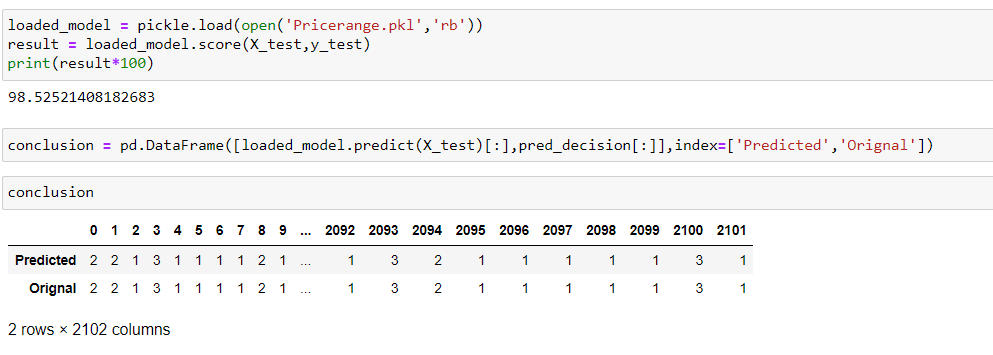 loaded_model = pickle.load(open('Pricerange.pkl','rb'))
result = loaded_model.score(X_test,y_test)
print(result*100)
98.52521408182683
conclusion = pd.DataFrame([loaded_model.predict(X_test)[:],pred_decision[:]],index=['Predicted','Orignal'])
conclusion
0 1 2 3 4 5 6 7 8 9 ... 2092 2093 2094 2095 2096 2097 2098 2099 2100 2101
Predicted 2 2 1 3 1 1 1 1 2 1 ... 1 3 2 1 1 1 1 1 3 1
Orignal 2 2 1 3 1 1 1 1 2 1 ... 1 3 2 1 1 1 1 1 3 1
2 rows × 2102 columns